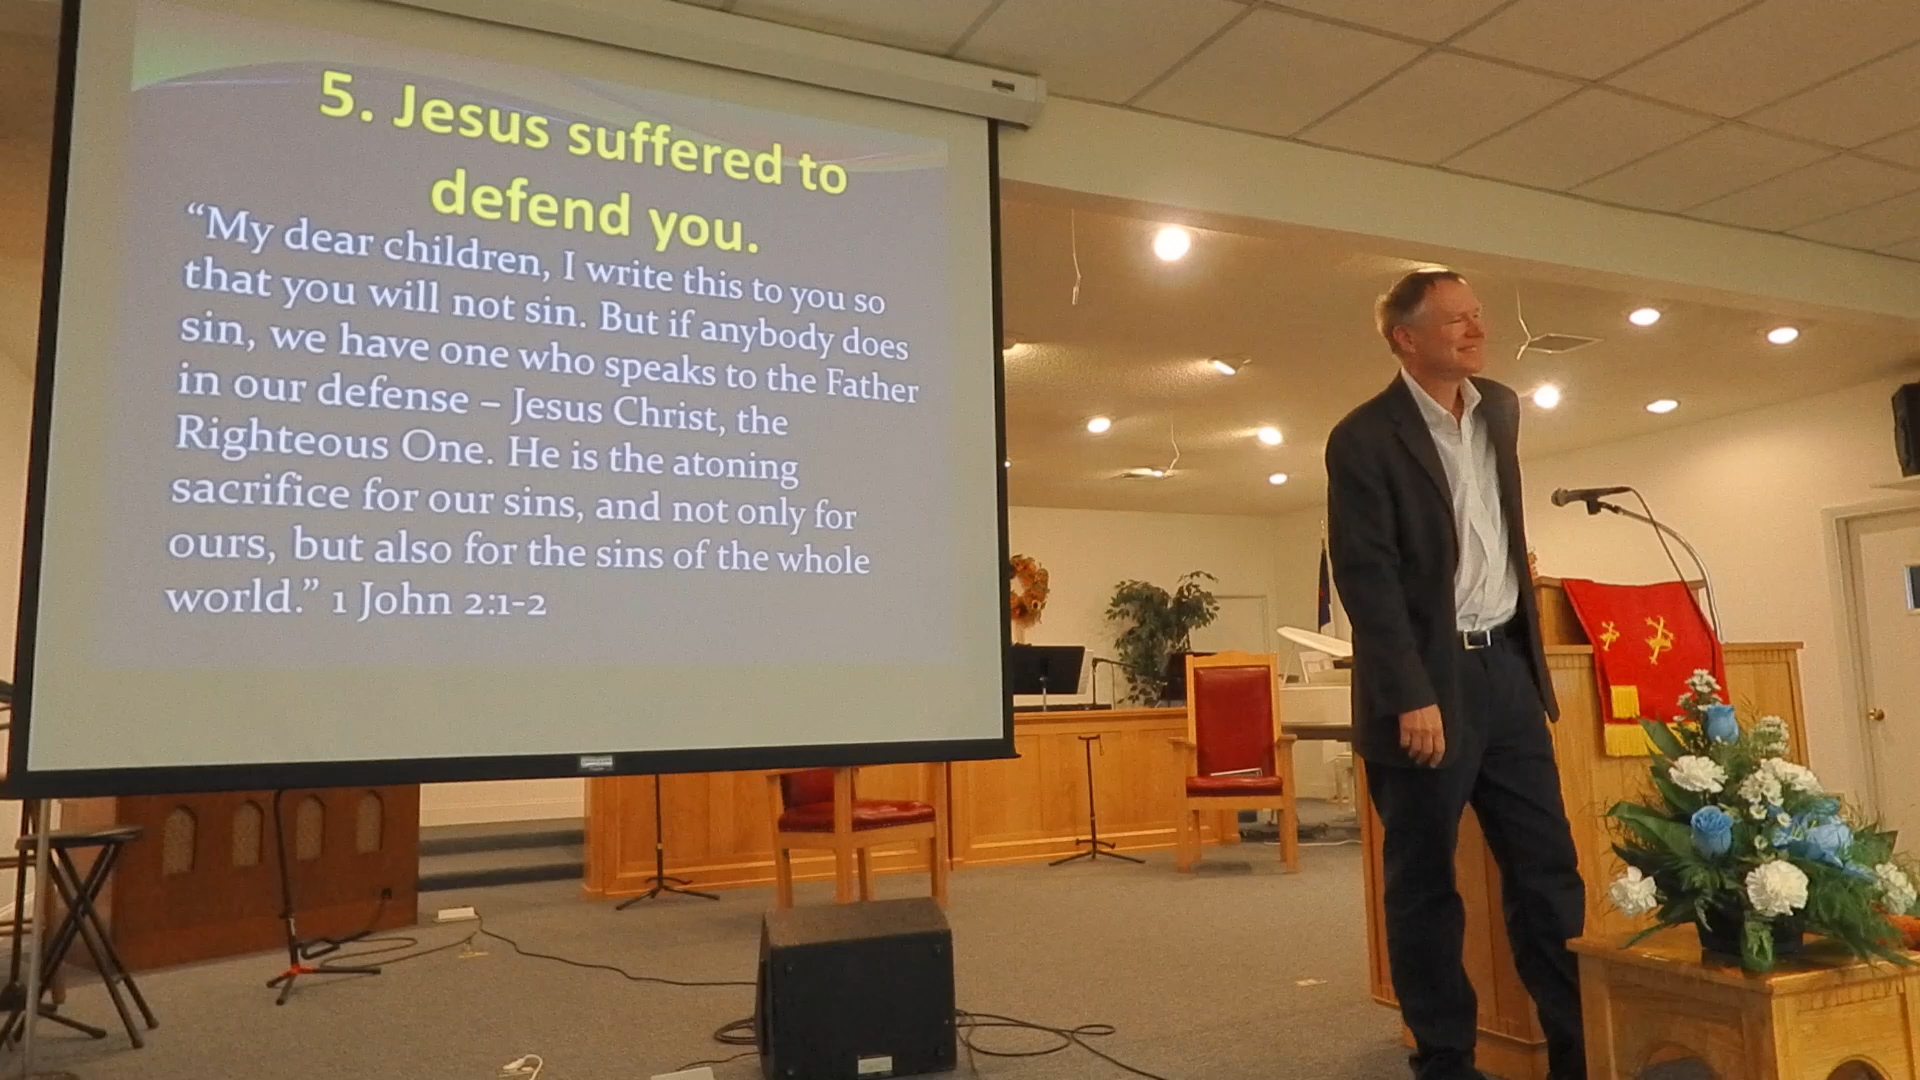 5. Jesus suffered to
defend you.
“My dear children, I write this to you so
that you will not sin. But if anybody does
sin, we have one who speaks to the Father
in our defense – Jesus Christ, the
Righteous One. He is the atoning
sacrifice for our sins, and not only for
ours, but also for the sins of the whole
world.” 1 John 2:1-2